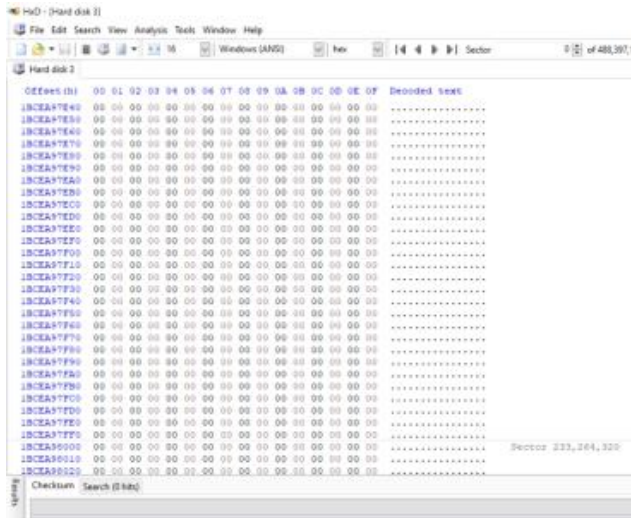 HxD - [Hard disk 3]
File Edit Search View Analysis Tools Window Help
16 Windows (ANSI) hex Sector 0 of 488,397,
Hard disk 3
Offset(h) 00 01 02 03 04 05 06 07 08 09 0A 0B 0C 0D 0E 0F Decoded text
1BCEA97E40 00 00 00 00 00 00 00 00 00 00 00 00 00 00 00 00 ................
1BCEA97E50 00 00 00 00 00 00 00 00 00 00 00 00 00 00 00 00 ................
1BCEA97E60 00 00 00 00 00 00 00 00 00 00 00 00 00 00 00 00 ................
1BCEA97E70 00 00 00 00 00 00 00 00 00 00 00 00 00 00 00 00 ................
1BCEA97E80 00 00 00 00 00 00 00 00 00 00 00 00 00 00 00 00 ................
1BCEA97E90 00 00 00 00 00 00 00 00 00 00 00 00 00 00 00 00 ................
1BCEA97EA0 00 00 00 00 00 00 00 00 00 00 00 00 00 00 00 00 ................
1BCEA97EB0 00 00 00 00 00 00 00 00 00 00 00 00 00 00 00 00 ................
1BCEA97EC0 00 00 00 00 00 00 00 00 00 00 00 00 00 00 00 00 ................
1BCEA97ED0 00 00 00 00 00 00 00 00 00 00 00 00 00 00 00 00 ................
1BCEA97EE0 00 00 00 00 00 00 00 00 00 00 00 00 00 00 00 00 ................
1BCEA97EF0 00 00 00 00 00 00 00 00 00 00 00 00 00 00 00 00 ................
1BCEA97F00 00 00 00 00 00 00 00 00 00 00 00 00 00 00 00 00 ................
1BCEA97F10 00 00 00 00 00 00 00 00 00 00 00 00 00 00 00 00 ................
1BCEA97F20 00 00 00 00 00 00 00 00 00 00 00 00 00 00 00 00 ................
1BCEA97F30 00 00 00 00 00 00 00 00 00 00 00 00 00 00 00 00 ................
1BCEA97F40 00 00 00 00 00 00 00 00 00 00 00 00 00 00 00 00 ................
1BCEA97F50 00 00 00 00 00 00 00 00 00 00 00 00 00 00 00 00 ................
1BCEA97F60 00 00 00 00 00 00 00 00 00 00 00 00 00 00 00 00 ................
1BCEA97F70 00 00 00 00 00 00 00 00 00 00 00 00 00 00 00 00 ................
1BCEA97F80 00 00 00 00 00 00 00 00 00 00 00 00 00 00 00 00 ................
1BCEA97F90 00 00 00 00 00 00 00 00 00 00 00 00 00 00 00 00 ................
1BCEA97FA0 00 00 00 00 00 00 00 00 00 00 00 00 00 00 00 00 ................
1BCEA97FB0 00 00 00 00 00 00 00 00 00 00 00 00 00 00 00 00 ................
1BCEA97FC0 00 00 00 00 00 00 00 00 00 00 00 00 00 00 00 00 ................
1BCEA97FD0 00 00 00 00 00 00 00 00 00 00 00 00 00 00 00 00 ................
1BCEA97FE0 00 00 00 00 00 00 00 00 00 00 00 00 00 00 00 00 ................
1BCEA97FF0 00 00 00 00 00 00 00 00 00 00 00 00 00 00 00 00 ................
1BCEA98000 00 00 00 00 00 00 00 00 00 00 00 00 00 00 00 00 ................ Sector 233,264,320
1BCEA98010 00 00 00 00 00 00 00 00 00 00 00 00 00 00 00 00 ................
1BCEA98020 00 00 00 00 00 00 00 00 00 00 00 00 00 00 00 00 ................
Results
Checksum Search (0 hits)